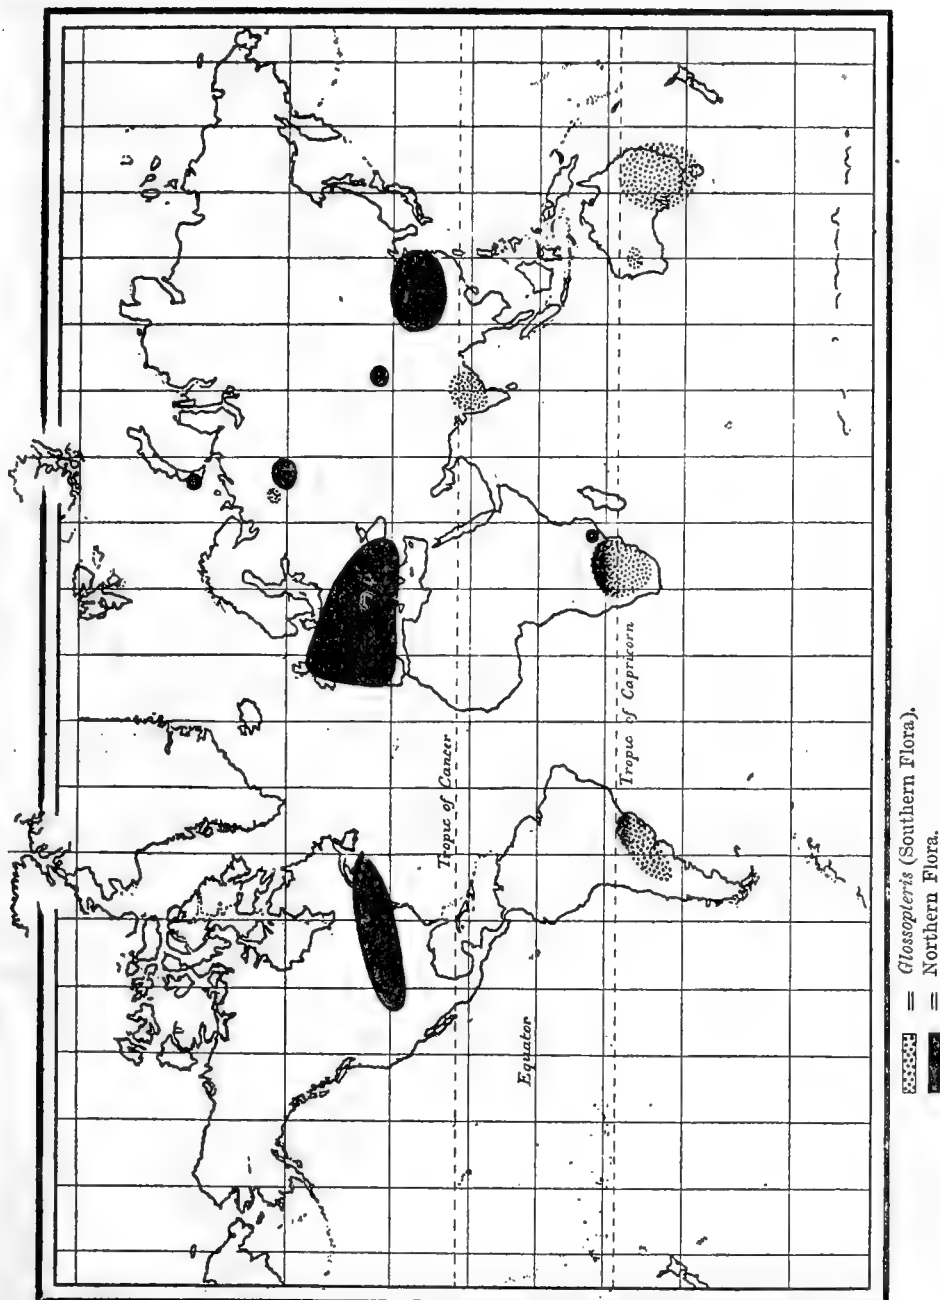 Tropic of Cancer
Equator
Tropic of Capricorn
= Glossopteris (Southern Flora).
= Northern Flora.